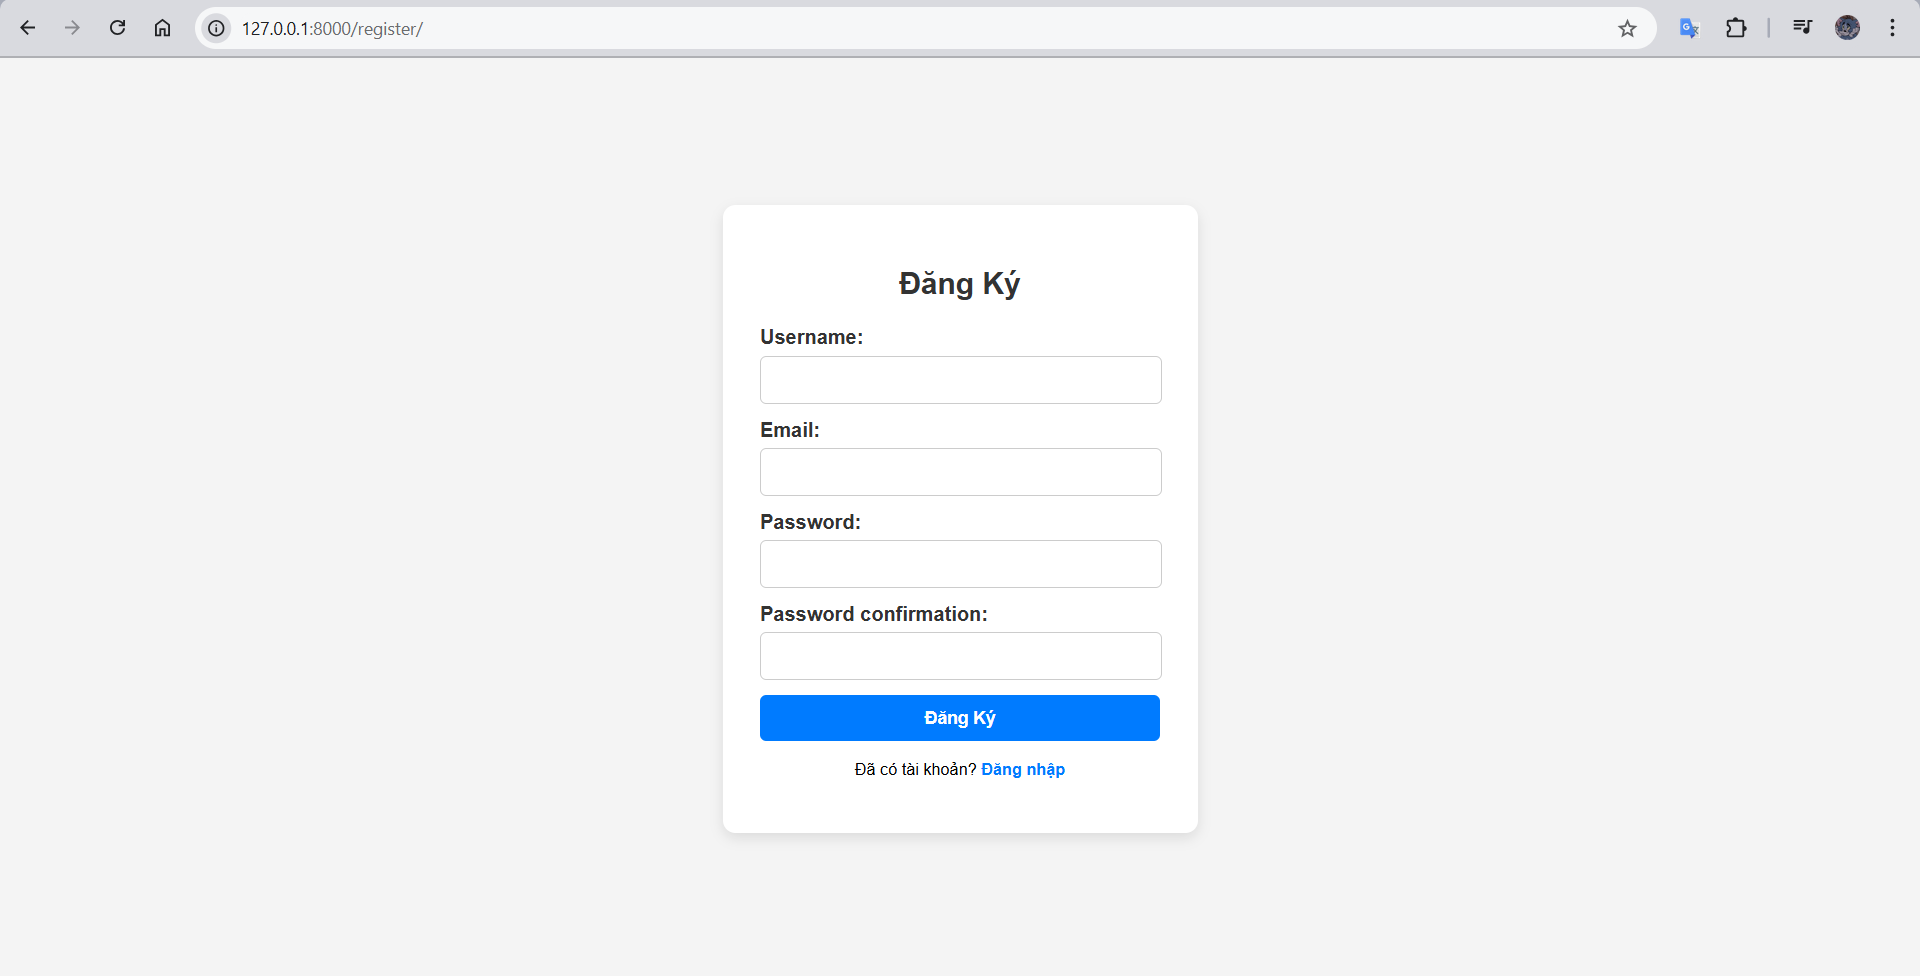 127.0.0.1:8000/register/
Đăng Ký
Username:
Email:
Password:
Password confirmation:
Đăng Ký
Đã có tài khoản? Đăng nhập